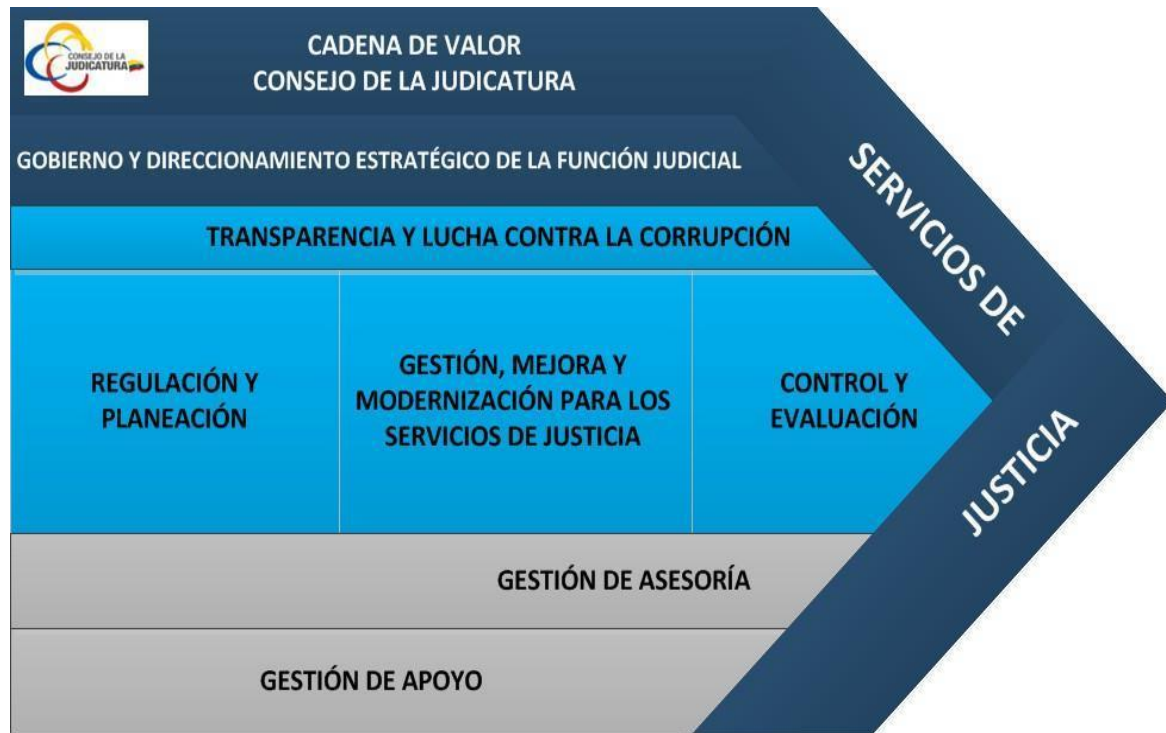 CONSEJO DE LA
JUDICATURA
CADENA DE VALOR
CONSEJO DE LA JUDICATURA
GOBIERNO Y DIRECCIONAMIENTO ESTRATÉGICO DE LA FUNCIÓN JUDICIAL
TRANSPARENCIA Y LUCHA CONTRA LA CORRUPCIÓN
REGULACIÓN Y
PLANEACIÓN
GESTIÓN, MEJORA Y
MODERNIZACIÓN PARA LOS
SERVICIOS DE JUSTICIA
CONTROL Y
EVALUACIÓN
GESTIÓN DE ASESORÍA
GESTIÓN DE APOYO
SERVICIOS DE
JUSTICIA